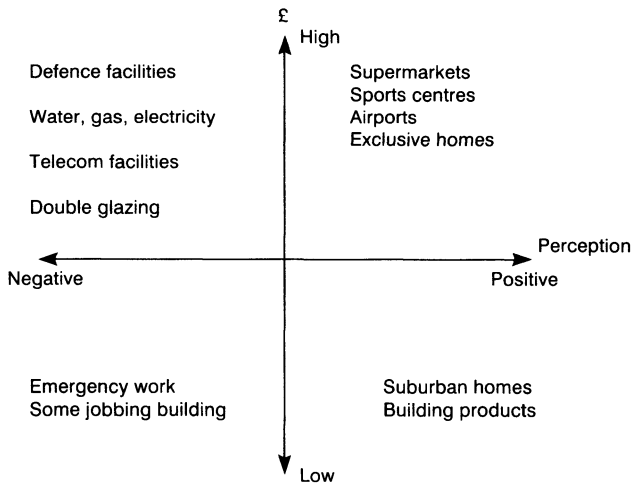 £
High
Defence facilities
Water, gas, electricity
Telecom facilities
Double glazing
Supermarkets
Sports centres
Airports
Exclusive homes
Perception
Negative
Positive
Emergency work
Some jobbing building
Suburban homes
Building products
Low